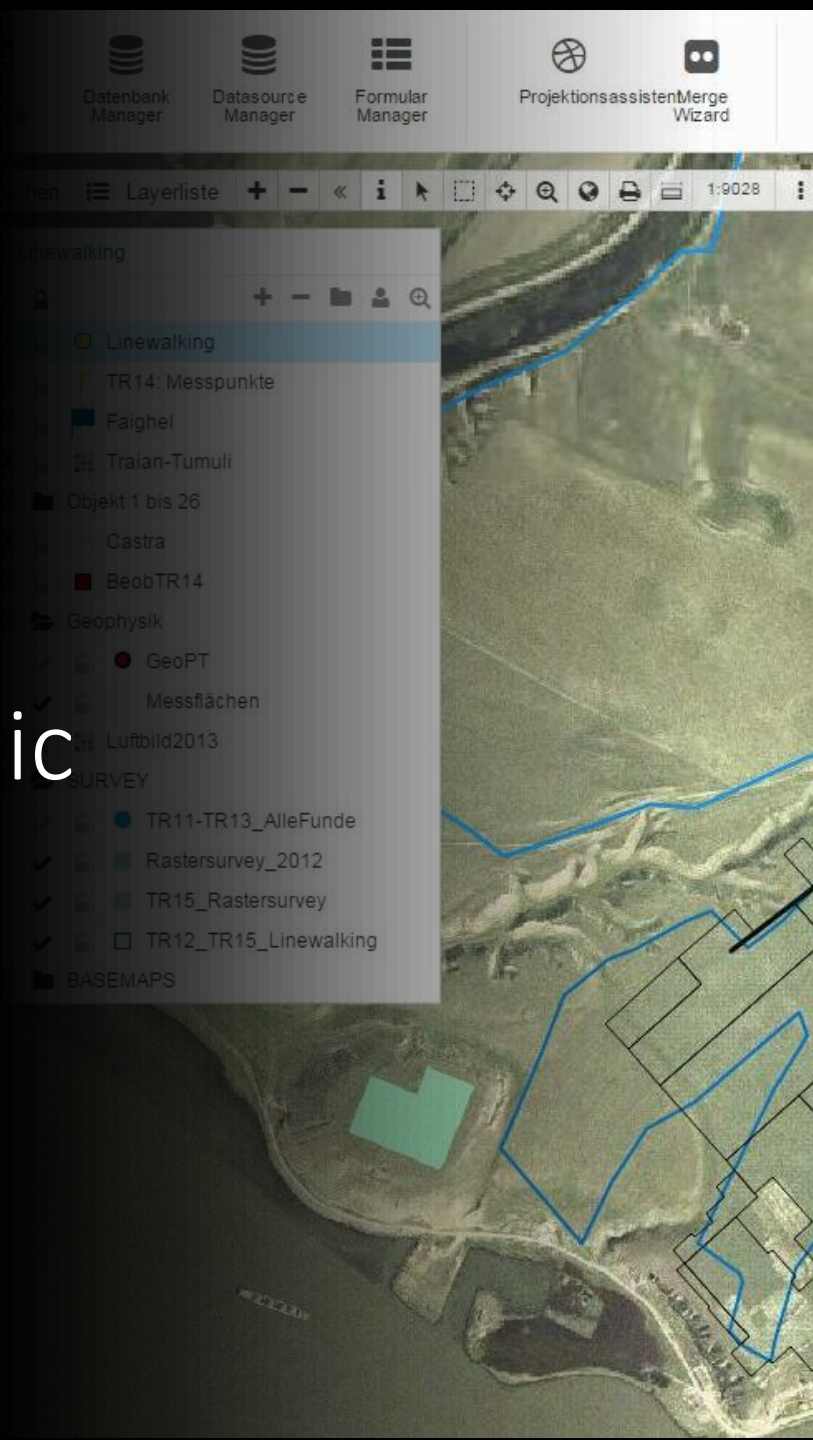 Datenbank Manager
Datasource Manager
Formular Manager
Projektionsassistent
Merge Wizard
Layerliste
1:9028
Linewalking
Linewalking
TR14: Messpunkte
Faighel
Traian-Tumuli
Objekt 1 bis 26
Castra
BeobTR14
Geophysik
GeoPT
Messflächen
ic
Luftbild2013
SURVEY
TR11-TR13_AlleFunde
Rastersurvey_2012
TR15_Rastersurvey
TR12_TR15_Linewalking
BASEMAPS